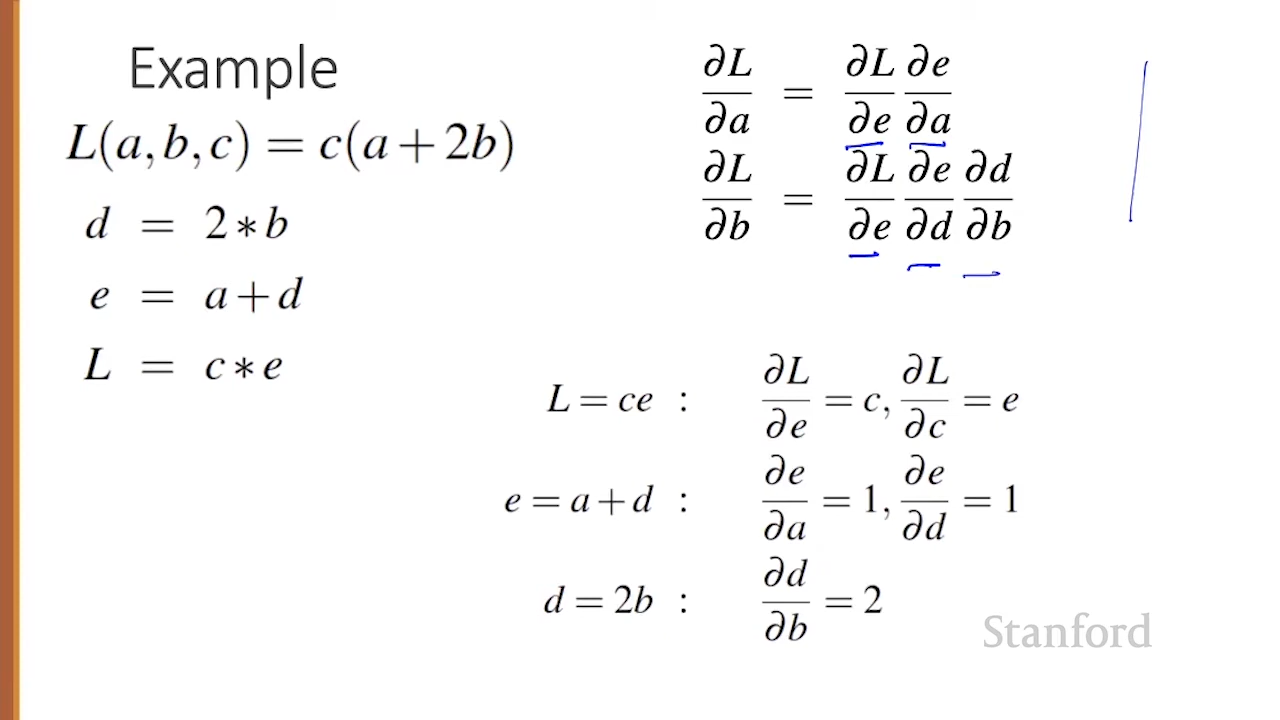 Example
L(a,b,c) = c(a+2b)
d = 2*b
e = a+d
L = c*e
∂L/∂a = ∂L/∂e ∂e/∂a
∂L/∂b = ∂L/∂e ∂e/∂d ∂d/∂b
L = ce : ∂L/∂e = c, ∂L/∂c = e
e = a+d : ∂e/∂a = 1, ∂e/∂d = 1
d = 2b : ∂d/∂b = 2
Stanford